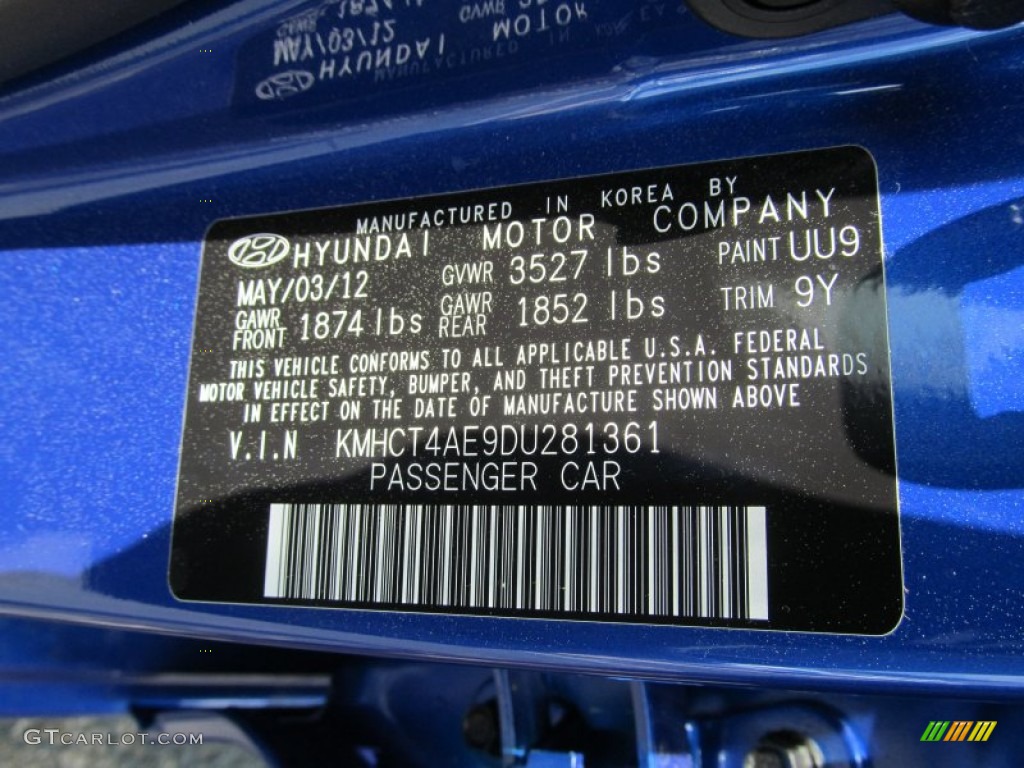 MANUFACTURED IN KOREA BY
HYUNDAI MOTOR COMPANY
MAY/03/12 GVWR 3527 lbs PAINT UU9
GAWR FRONT 1874 lbs GAWR REAR 1852 lbs TRIM 9Y
THIS VEHICLE CONFORMS TO ALL APPLICABLE U.S.A. FEDERAL
MOTOR VEHICLE SAFETY, BUMPER, AND THEFT PREVENTION STANDARDS
IN EFFECT ON THE DATE OF MANUFACTURE SHOWN ABOVE
V.I.N KMHCT4AE9DU281361
PASSENGER CAR
GTCARLOT.COM